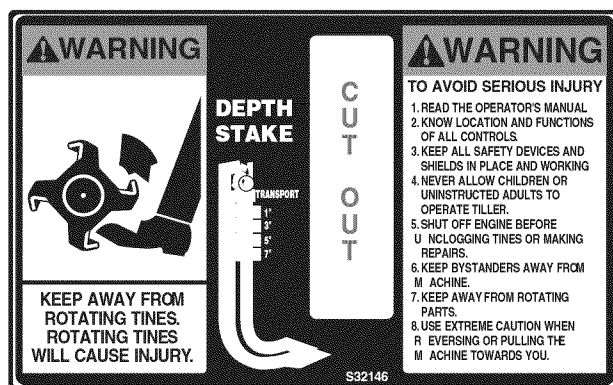 WARNING
KEEP AWAY FROM
ROTATING TINES.
ROTATING TINES
WILL CAUSE INJURY.
DEPTH
STAKE
TRANSPORT
1"
3"
5"
7"
CUT OUT
S32146
WARNING
TO AVOID SERIOUS INJURY
1. READ THE OPERATOR'S MANUAL
2. KNOW LOCATION AND FUNCTIONS
OF ALL CONTROLS.
3. KEEP ALL SAFETY DEVICES AND
SHIELDS IN PLACE AND WORKING
4. NEVER ALLOW CHILDREN OR
UNINSTRUCTED ADULTS TO
OPERATE TILLER.
5. SHUT OFF ENGINE BEFORE
U NCLOGGING TINES OR MAKING
REPAIRS.
6. KEEP BYSTANDERS AWAY FROM
M ACHINE.
7. KEEP AWAY FROM ROTATING
PARTS.
8. USE EXTREME CAUTION WHEN
R EVERSING OR PULLING THE
M ACHINE TOWARDS YOU.